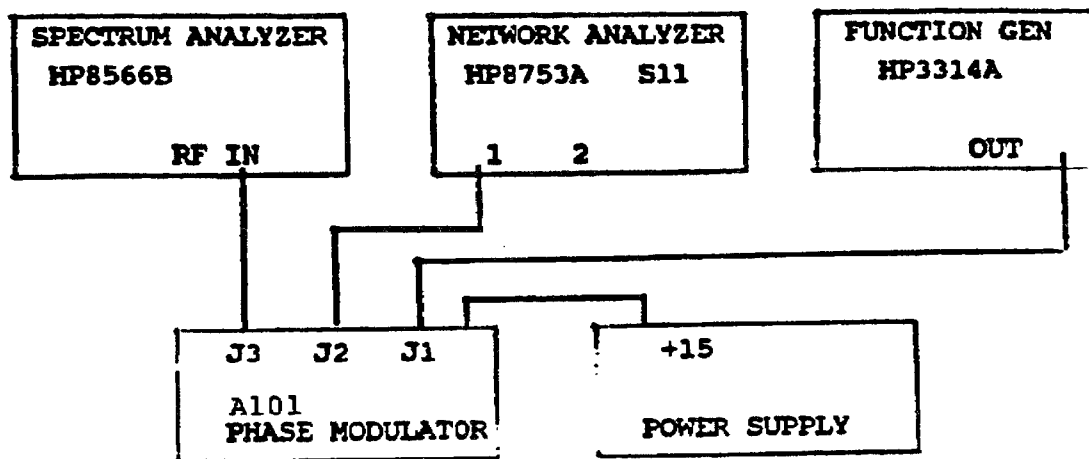 SPECTRUM ANALYZER
HP8566B
RF IN
NETWORK ANALYZER
HP8753A S11
1 2
FUNCTION GEN
HP3314A
OUT
J3 J2 J1
A101
PHASE MODULATOR
+15
POWER SUPPLY